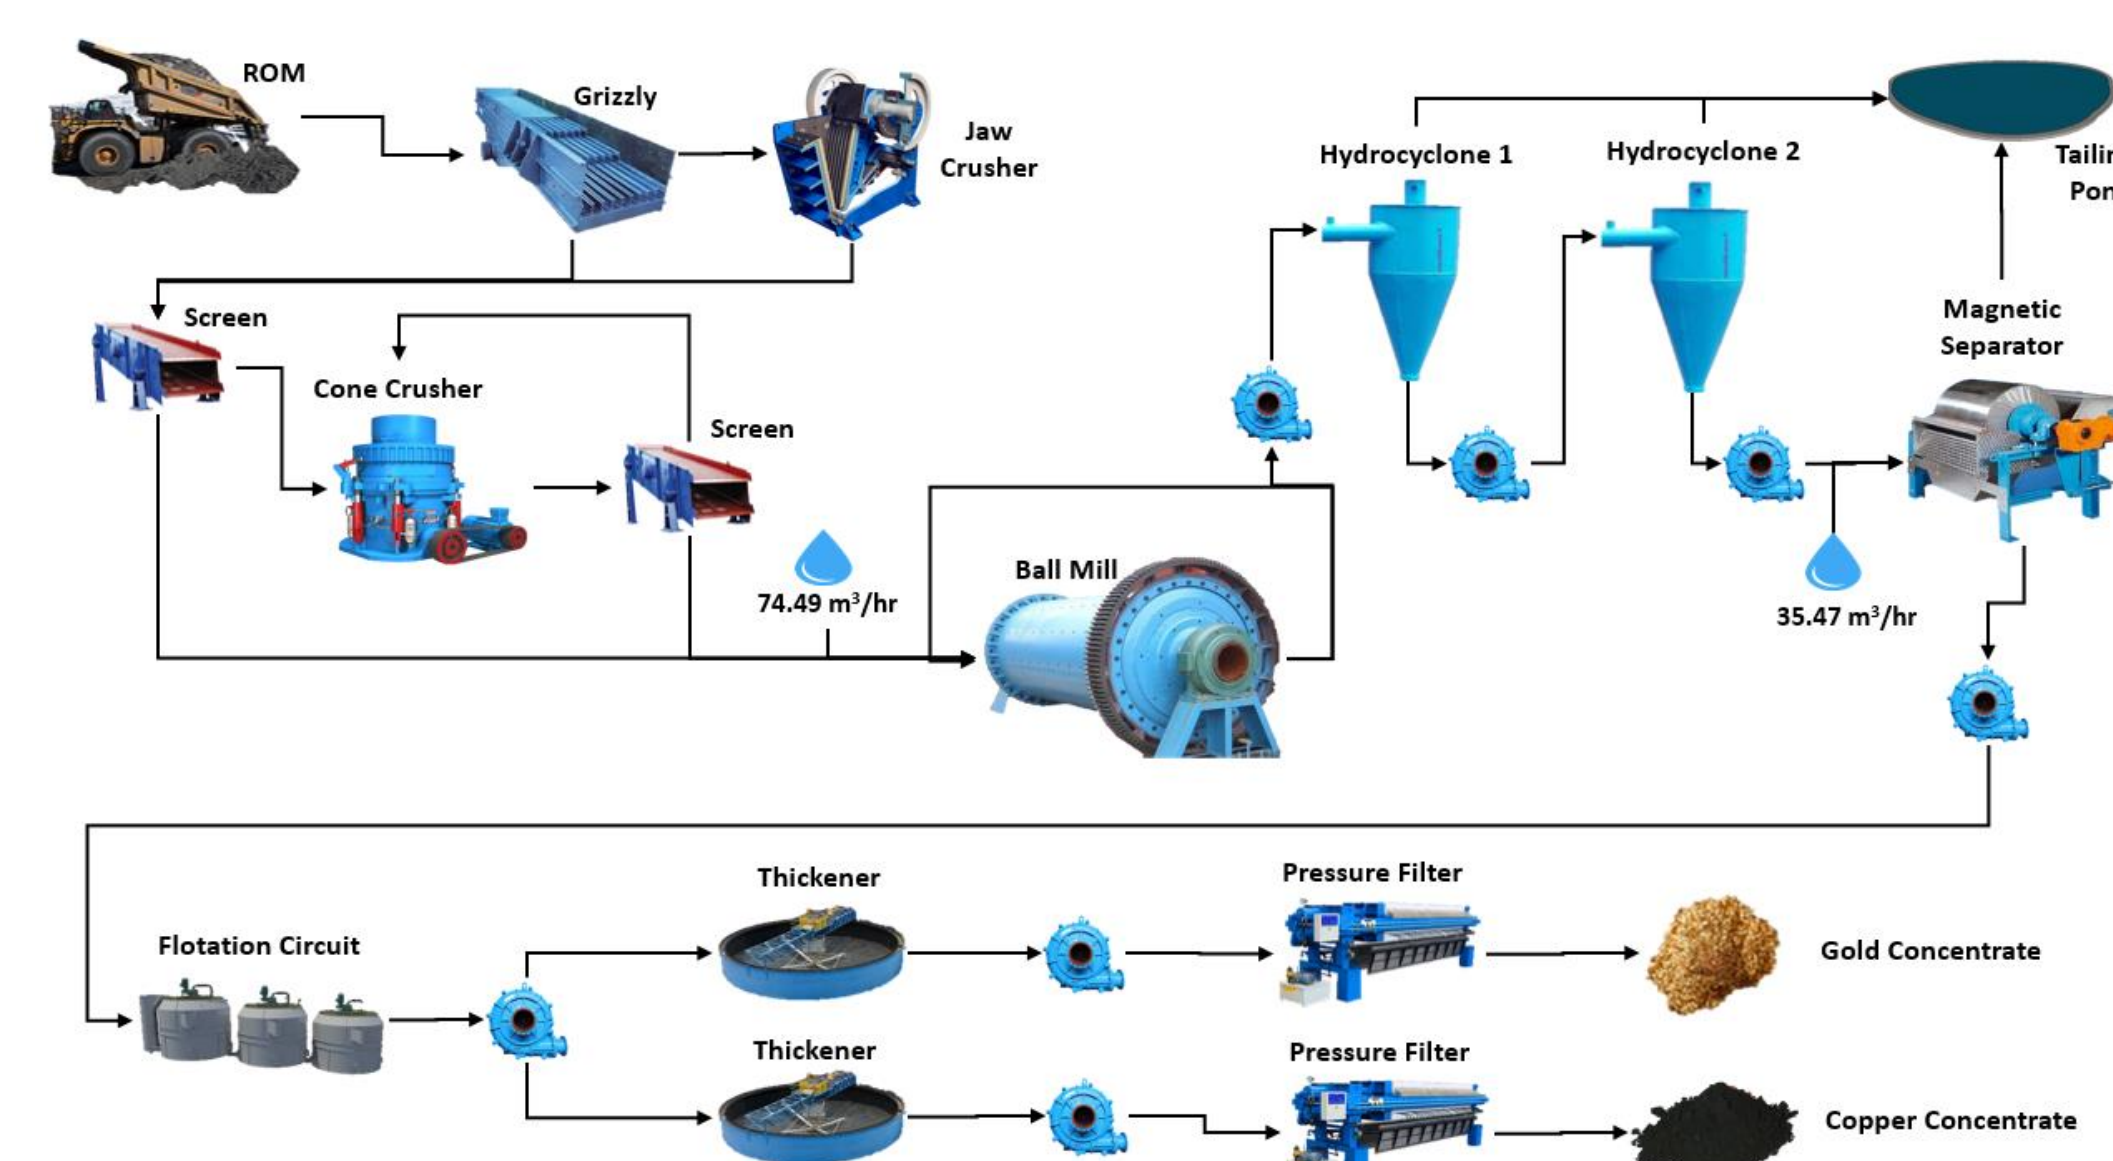 ROM
Grizzly
Jaw
Crusher
Hydrocyclone 1
Hydrocyclone 2
Magnetic
Separator
Screen
Cone Crusher
Screen
74.49 m³/hr
Ball Mill
35.47 m³/hr
Flotation Circuit
Thickener
Pressure Filter
Gold Concentrate
Thickener
Pressure Filter
Copper Concentrate